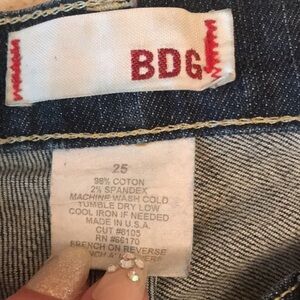 BDG
25
98% COTON
2% SPANDEX
MACHINE WASH COLD
TUMBLE DRY LOW
COOL IRON IF NEEDED
MADE IN U.S.A.
CUT #8105
RN #66170
FRENCH ON REVERSE